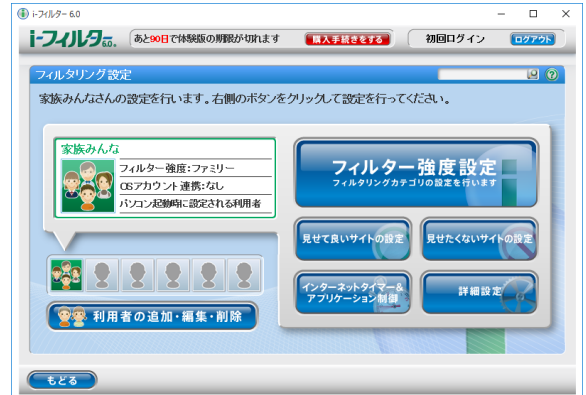 i-フィルター 6.0
i-フィルター 6.0.
あと90日で体験版の期限が切れます
購入手続きをする
初回ログイン
ログアウト
フィルタリング設定
家族みんなさんの設定を行います。右側のボタンをクリックして設定を行ってください。
家族みんな
フィルター強度:ファミリー
OSアカウント連携:なし
パソコン起動時に設定される利用者
利用者の追加・編集・削除
フィルター強度設定
フィルタリングカテゴリの設定を行います
見せて良いサイトの設定
見せたくないサイトの設定
インターネットタイマー&
アプリケーション制御
詳細設定
もどる